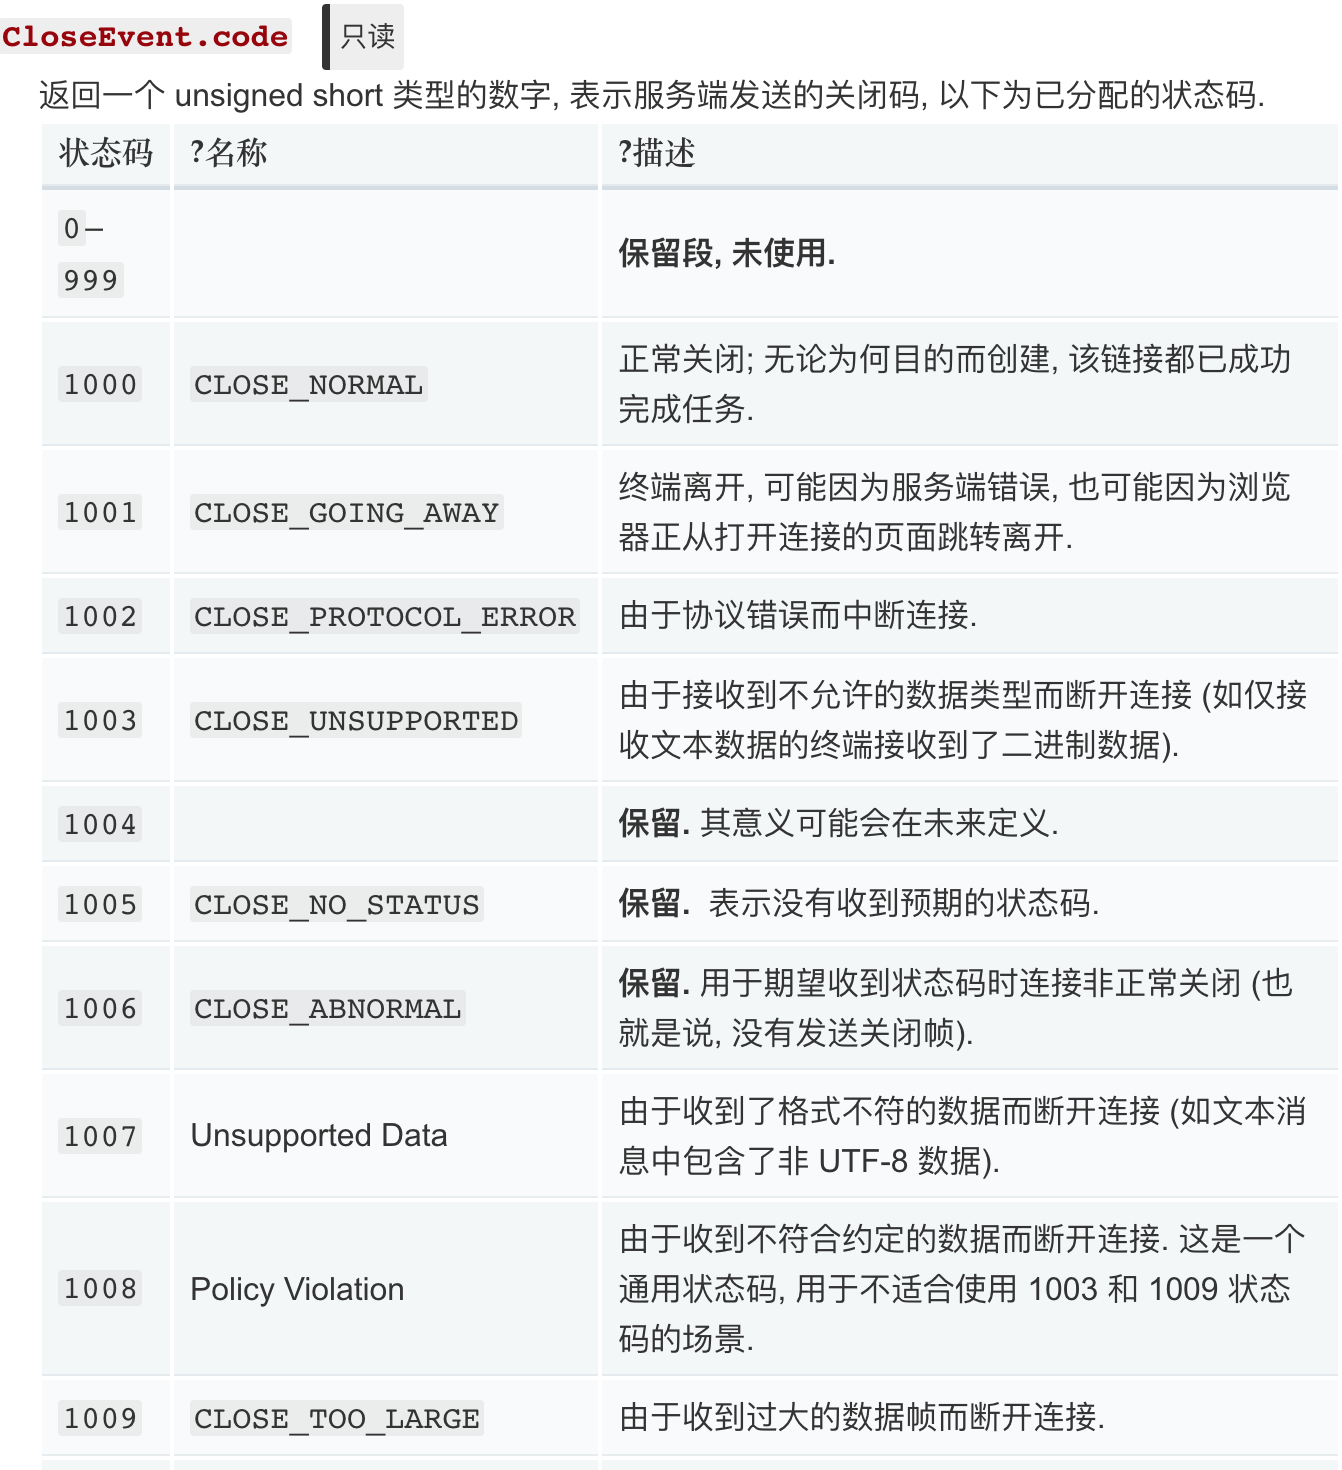 CloseEvent.code 只读
返回一个 unsigned short 类型的数字, 表示服务端发送的关闭码, 以下为已分配的状态码.
状态码 ?名称 ?描述
0–
999
保留段, 未使用.
1000 CLOSE_NORMAL
正常关闭; 无论为何目的而创建, 该链接都已成功
完成任务.
1001 CLOSE_GOING_AWAY
终端离开, 可能因为服务端错误, 也可能因为浏览
器正从打开连接的页面跳转离开.
1002 CLOSE_PROTOCOL_ERROR 由于协议错误而中断连接.
1003 CLOSE_UNSUPPORTED
由于接收到不允许的数据类型而断开连接 (如仅接
收文本数据的终端接收到了二进制数据).
1004 保留. 其意义可能会在未来定义.
1005 CLOSE_NO_STATUS 保留. 表示没有收到预期的状态码.
1006 CLOSE_ABNORMAL
保留. 用于期望收到状态码时连接非正常关闭 (也
就是说, 没有发送关闭帧).
1007 Unsupported Data
由于收到了格式不符的数据而断开连接 (如文本消
息中包含了非 UTF-8 数据).
1008 Policy Violation
由于收到不符合约定的数据而断开连接. 这是一个
通用状态码, 用于不适合使用 1003 和 1009 状态
码的场景.
1009 CLOSE_TOO_LARGE 由于收到过大的数据帧而断开连接.